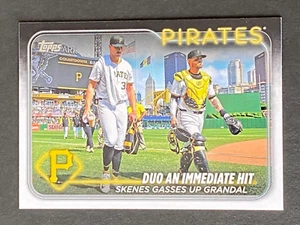 PIRATES
Topps
P
DUO AN IMMEDIATE HIT
SKENES GASSES UP GRANDAL